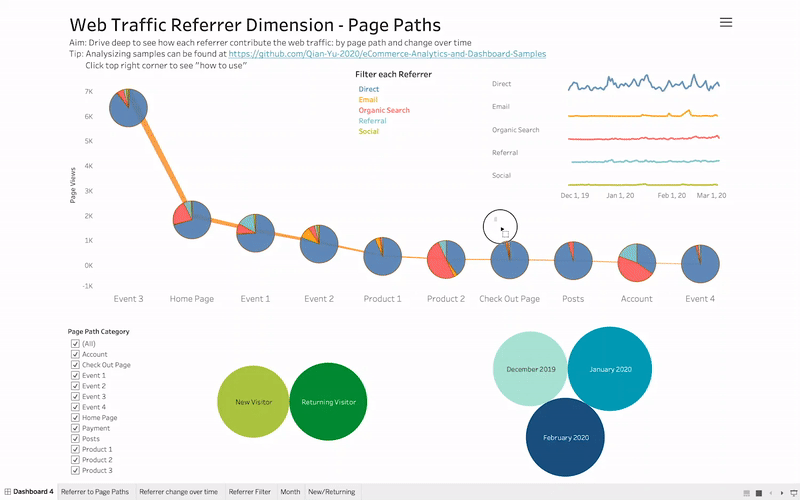 Web Traffic Referrer Dimension - Page Paths
Aim: Drive deep to see how each referrer contribute the web traffic: by page path and change over time
Tip: Analysizing samples can be found at https://github.com/Qian-Yu-2020/eCommerce-Analytics-and-Dashboard-Samples
Click top right corner to see "how to use"
Filter each Referrer
Direct
Email
Organic Search
Referral
Social
Direct
Email
Organic Search
Referral
Social
Dec 1, 19 Jan 1, 20 Feb 1, 20 Mar 1, 20
Page Views
7K
6K
5K
4K
3K
2K
1K
0K
-1K
Event 3 Home Page Event 1 Event 2 Product 1 Product 2 Check Out Page Posts Account Event 4
Page Path Category
(All)
Account
Check Out Page
Event 1
Event 2
Event 3
Event 4
Home Page
Payment
Posts
Product 1
Product 2
Product 3
New Visitor
Returning Visitor
December 2019
January 2020
February 2020
Dashboard 4 Referrer to Page Paths Referrer change over time Referrer Filter Month New/Returning